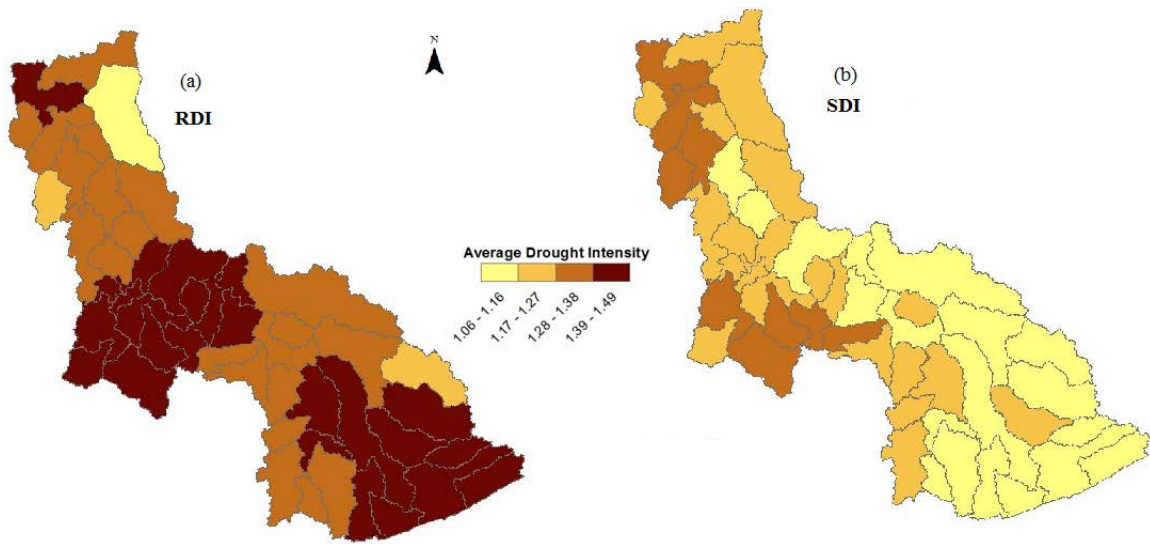 N
(a)
RDI
(b)
SDI
Average Drought Intensity
1.06 - 1.16
1.17 - 1.27
1.28 - 1.38
1.39 - 1.49